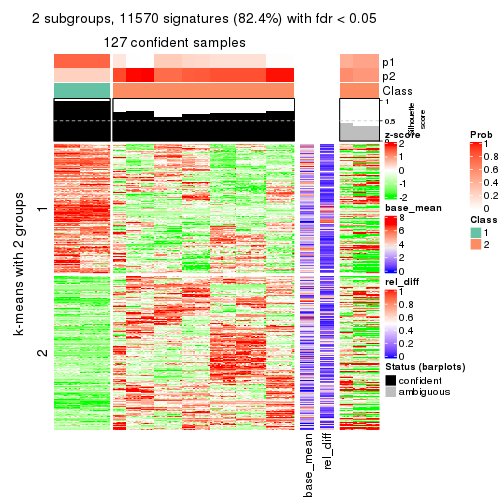 2 subgroups, 11570 signatures (82.4%) with fdr < 0.05
127 confident samples
p1
p2
Class
1
0.5
0
Silhouette
score
k-means with 2 groups
1
2
base_mean
rel_diff
z-score
2
1
0
-1
-2
base_mean
8
6
4
2
0
rel_diff
1
0.8
0.6
0.4
0.2
0
Status (barplots)
confident
ambiguous
Prob
1
0.8
0.6
0.4
0.2
0
Class
1
2